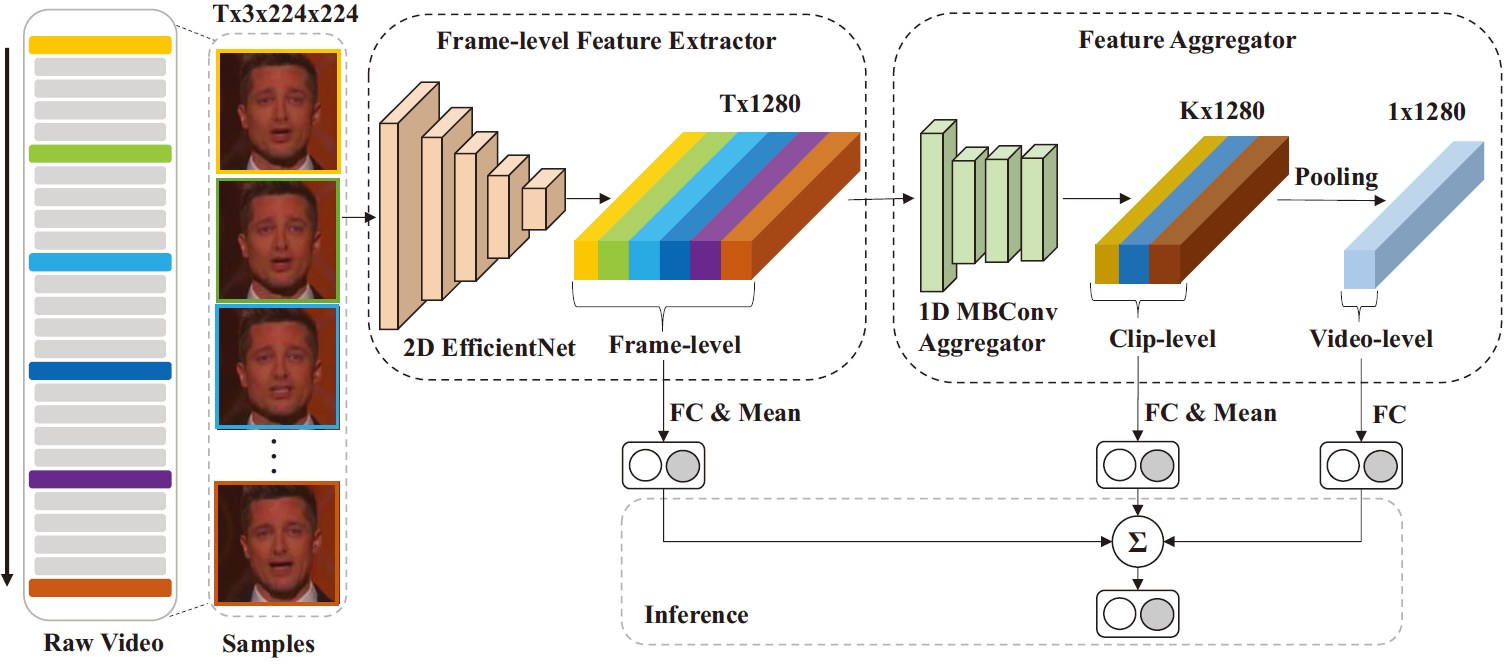 Tx3x224x224
Frame-level Feature Extractor
Feature Aggregator
Tx1280
Kx1280
1x1280
Pooling
2D EfficientNet
Frame-level
1D MBConv
Aggregator
Clip-level
Video-level
FC & Mean
FC & Mean
FC
Σ
Inference
Raw Video
Samples